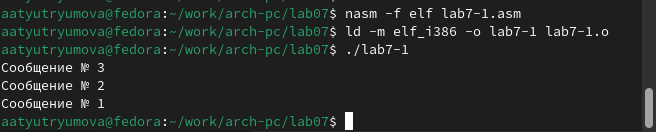 aatyutryumova@fedora:~/work/arch-pc/lab07$ nasm -f elf lab7-1.asm
aatyutryumova@fedora:~/work/arch-pc/lab07$ ld -m elf_i386 -o lab7-1 lab7-1.o
aatyutryumova@fedora:~/work/arch-pc/lab07$ ./lab7-1
Сообщение № 3
Сообщение № 2
Сообщение № 1
aatyutryumova@fedora:~/work/arch-pc/lab07$